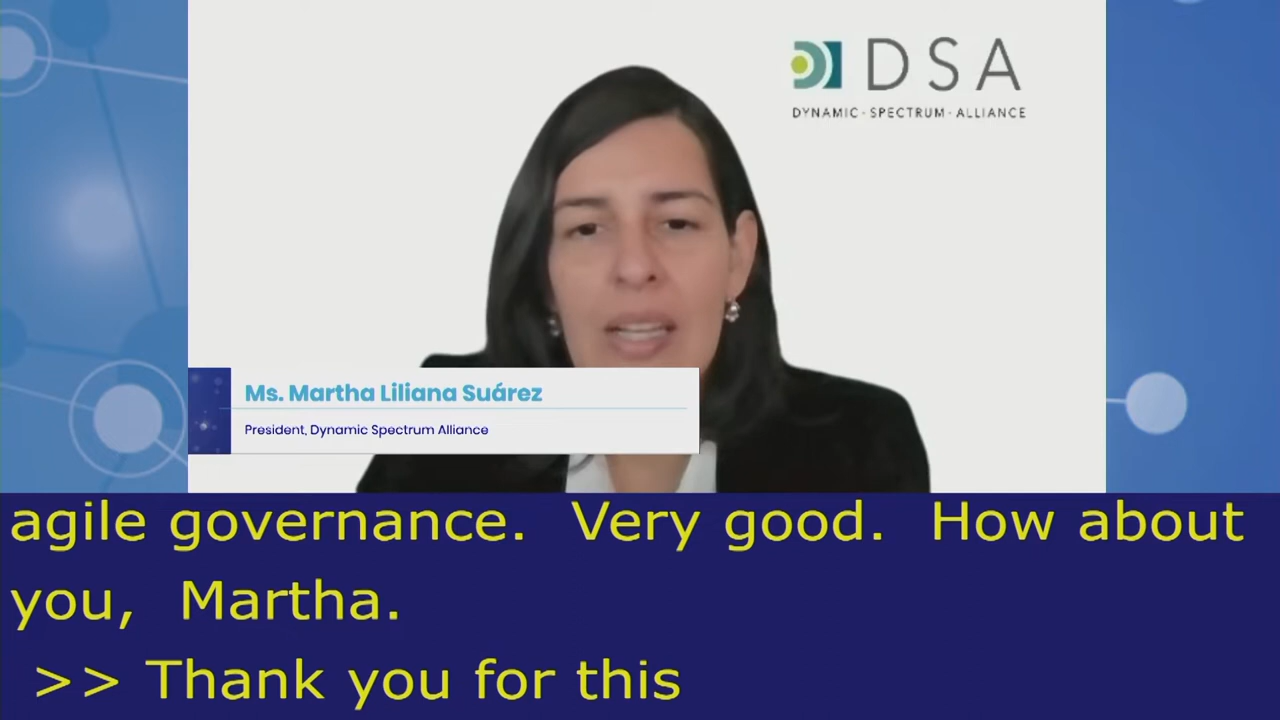 DSA
DYNAMIC·SPECTRUM·ALLIANCE
Ms. Martha Liliana Suárez
President, Dynamic Spectrum Alliance
agile governance.  Very good.  How about
you,  Martha.
>> Thank you for this